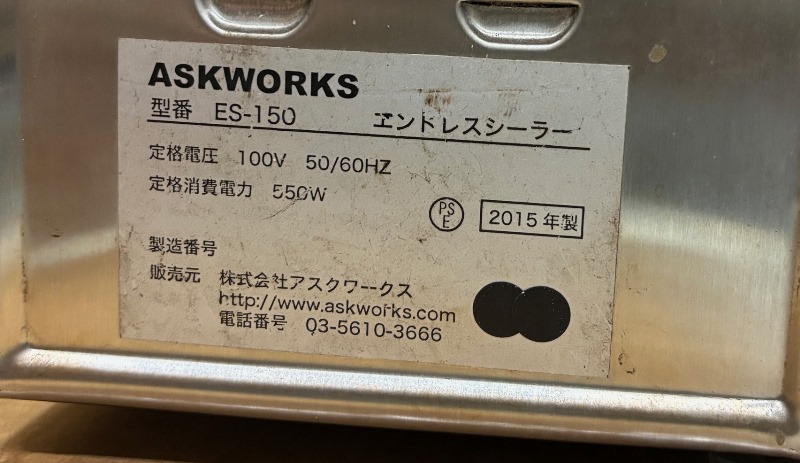 ASKWORKS
型番 ES-150 エンドレスシーラー
定格電圧 100V 50/60HZ
定格消費電力 550W
PS
E
2015年製
製造番号
販売元 株式会社アスクワークス
http://www.askworks.com
電話番号 03-5610-3666